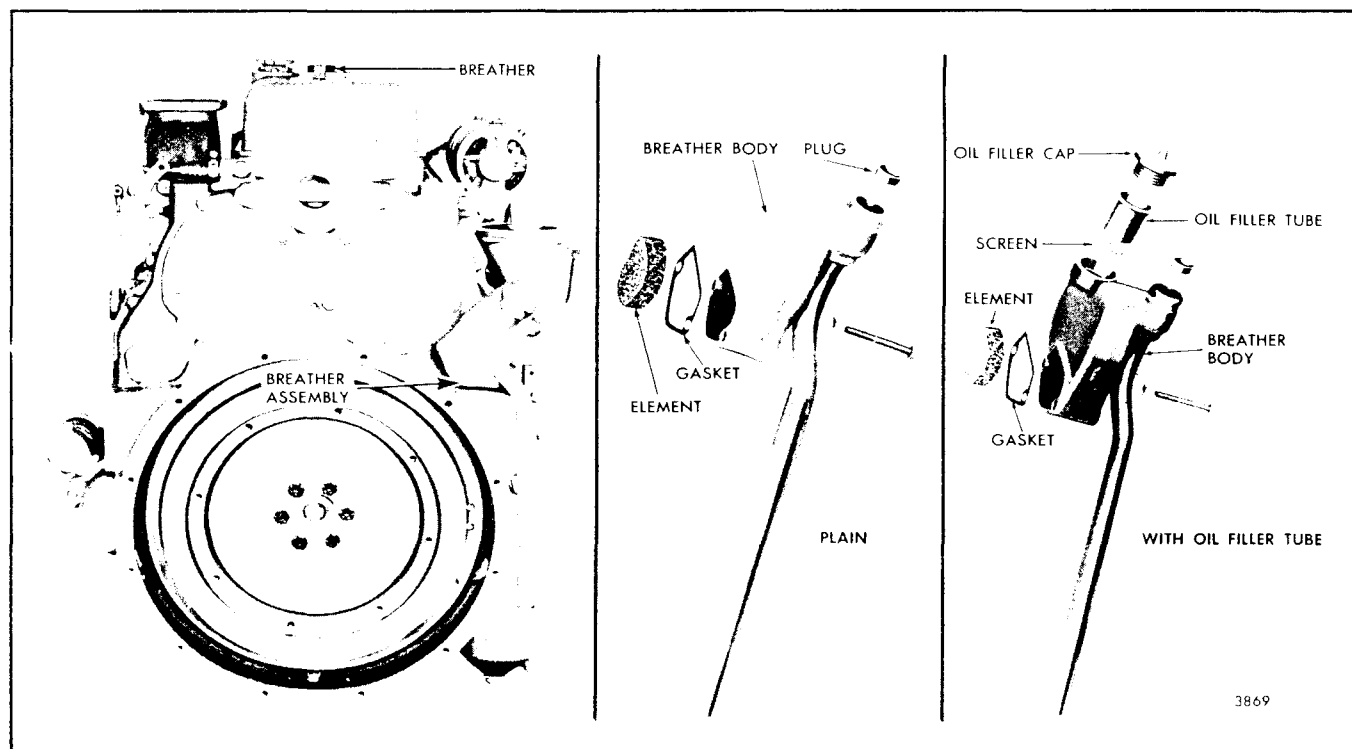 BREATHER
BREATHER
ASSEMBLY
BREATHER BODY
PLUG
GASKET
ELEMENT
PLAIN
OIL FILLER CAP
OIL FILLER TUBE
SCREEN
ELEMENT
BREATHER
BODY
GASKET
WITH OIL FILLER TUBE
3869